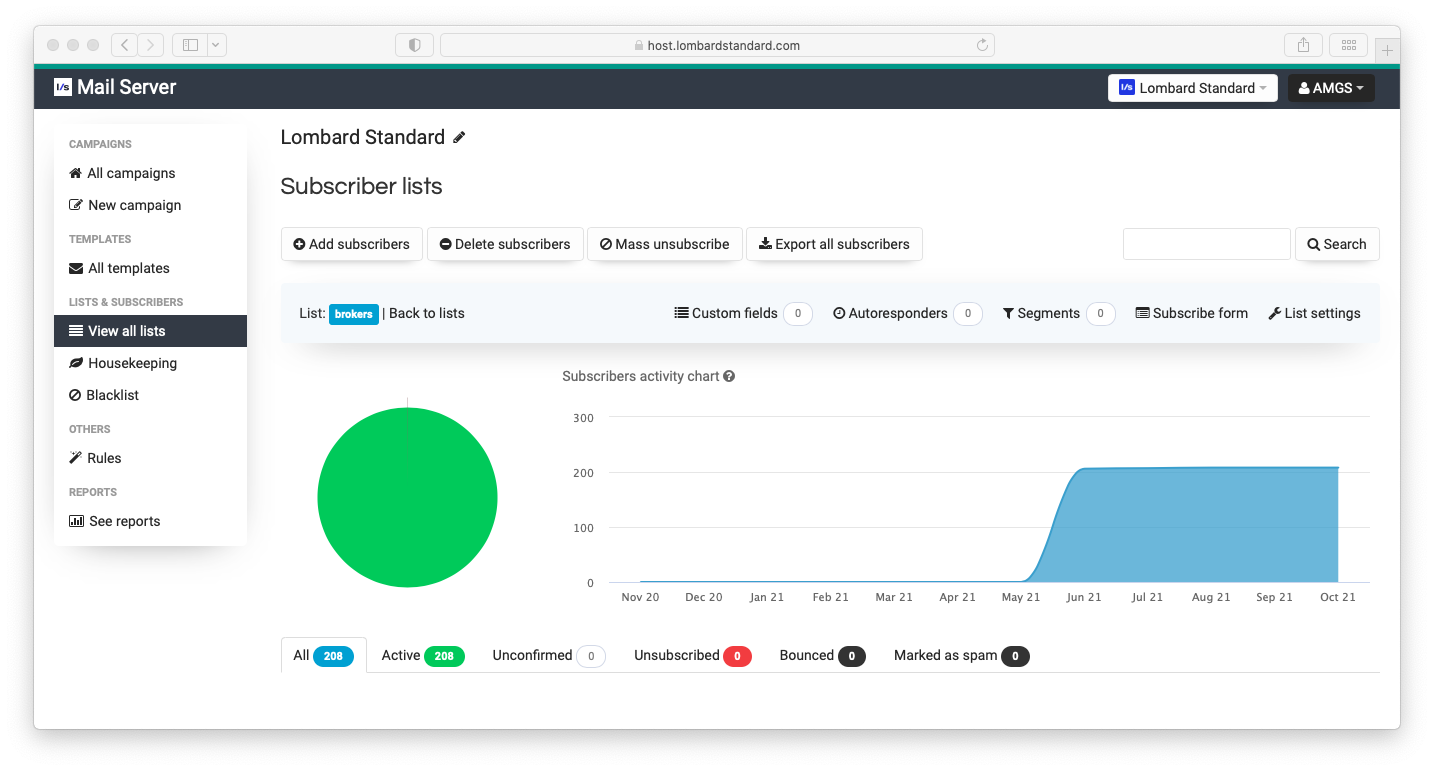 host.lombardstandard.com
l/s Mail Server
l/s Lombard Standard
AMGS
CAMPAIGNS
All campaigns
New campaign
TEMPLATES
All templates
LISTS & SUBSCRIBERS
View all lists
Housekeeping
Blacklist
OTHERS
Rules
REPORTS
See reports
Lombard Standard
Subscriber lists
Add subscribers Delete subscribers Mass unsubscribe Export all subscribers Search
List: brokers | Back to lists Custom fields 0 Autoresponders 0 Segments 0 Subscribe form List settings
Subscribers activity chart ?
300
200
100
0
Nov 20 Dec 20 Jan 21 Feb 21 Mar 21 Apr 21 May 21 Jun 21 Jul 21 Aug 21 Sep 21 Oct 21
All 208 Active 208 Unconfirmed 0 Unsubscribed 0 Bounced 0 Marked as spam 0